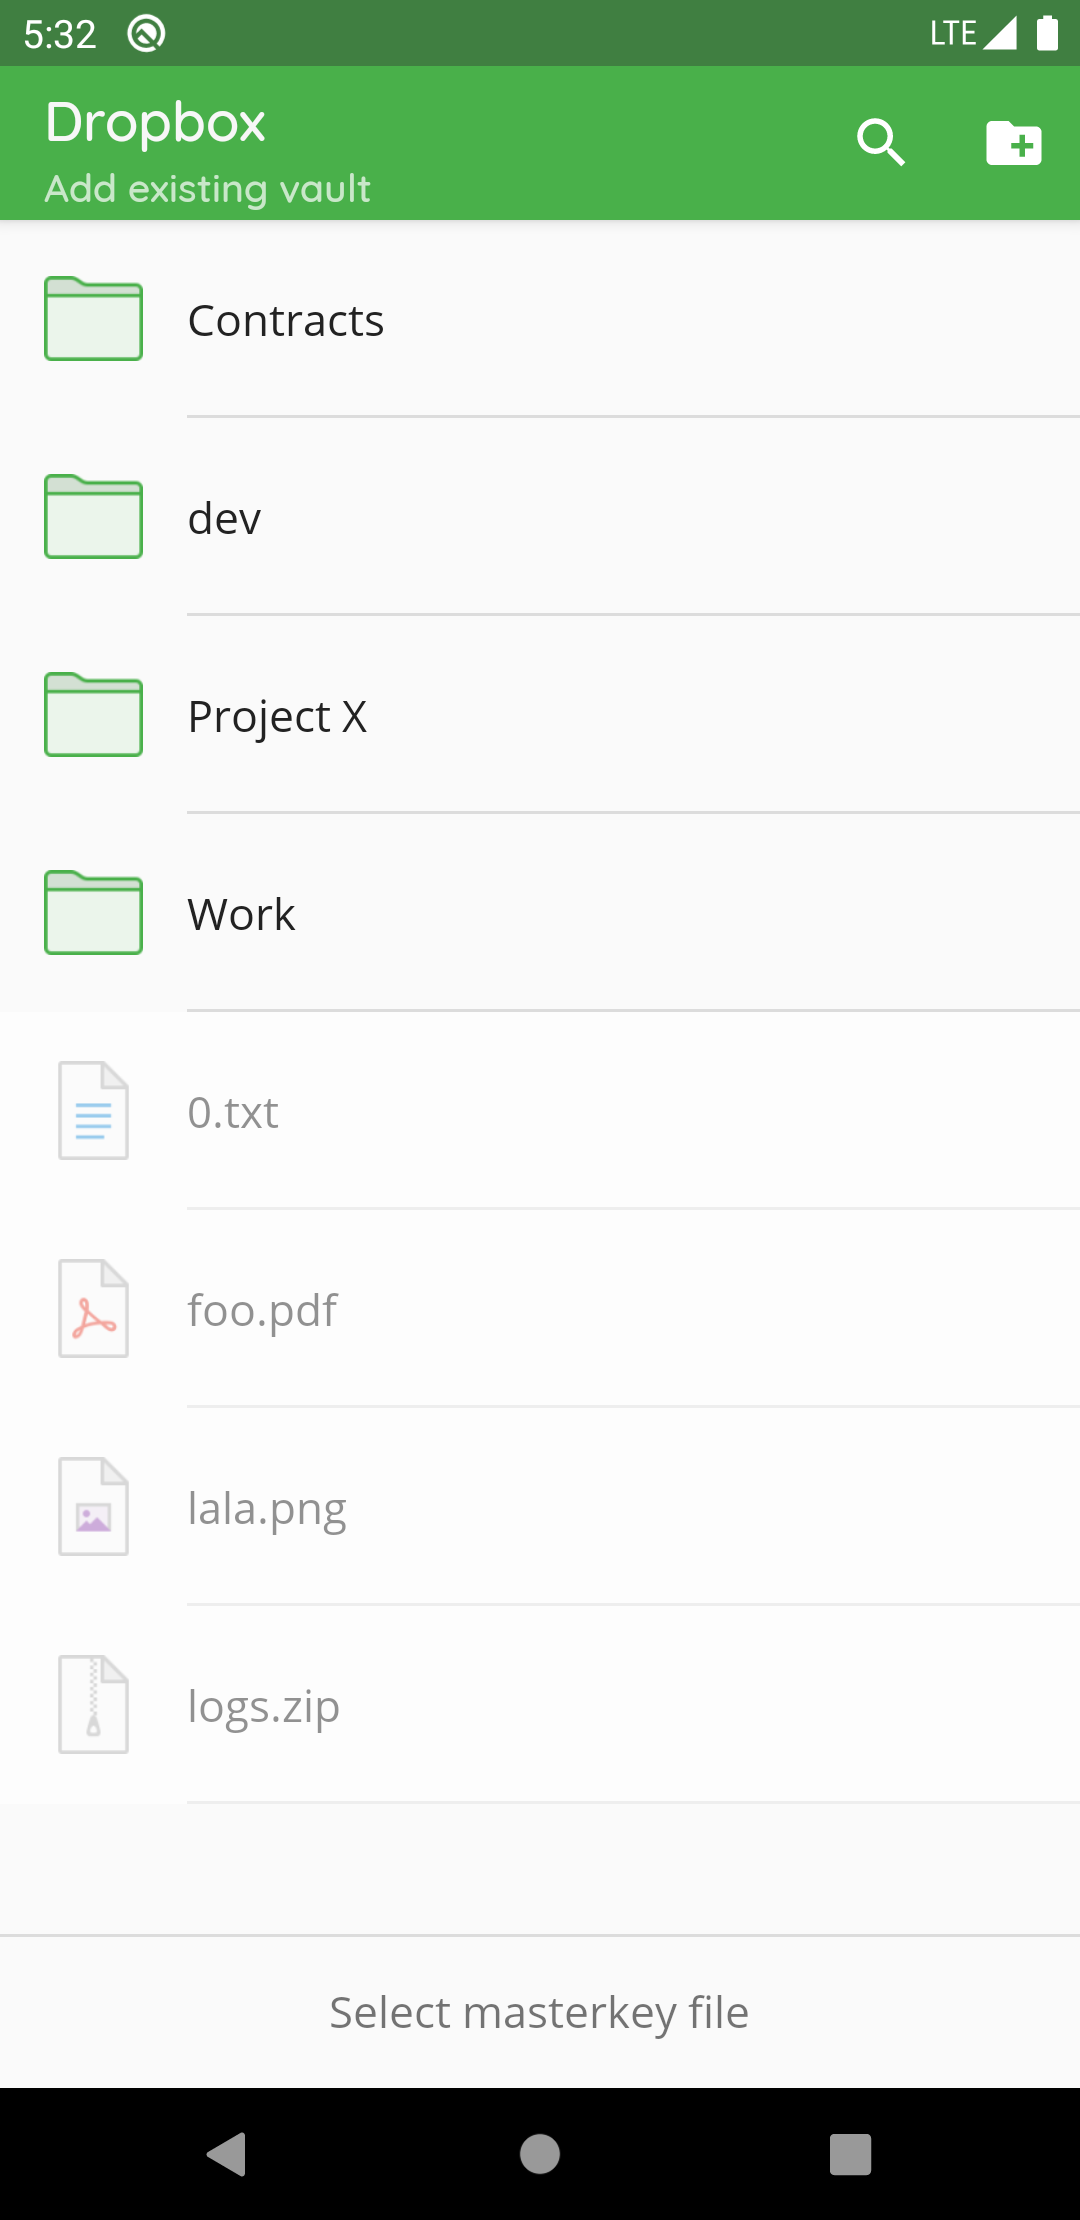 5:32
LTE
Dropbox
Add existing vault
Contracts
dev
Project X
Work
0.txt
foo.pdf
lala.png
logs.zip
Select masterkey file